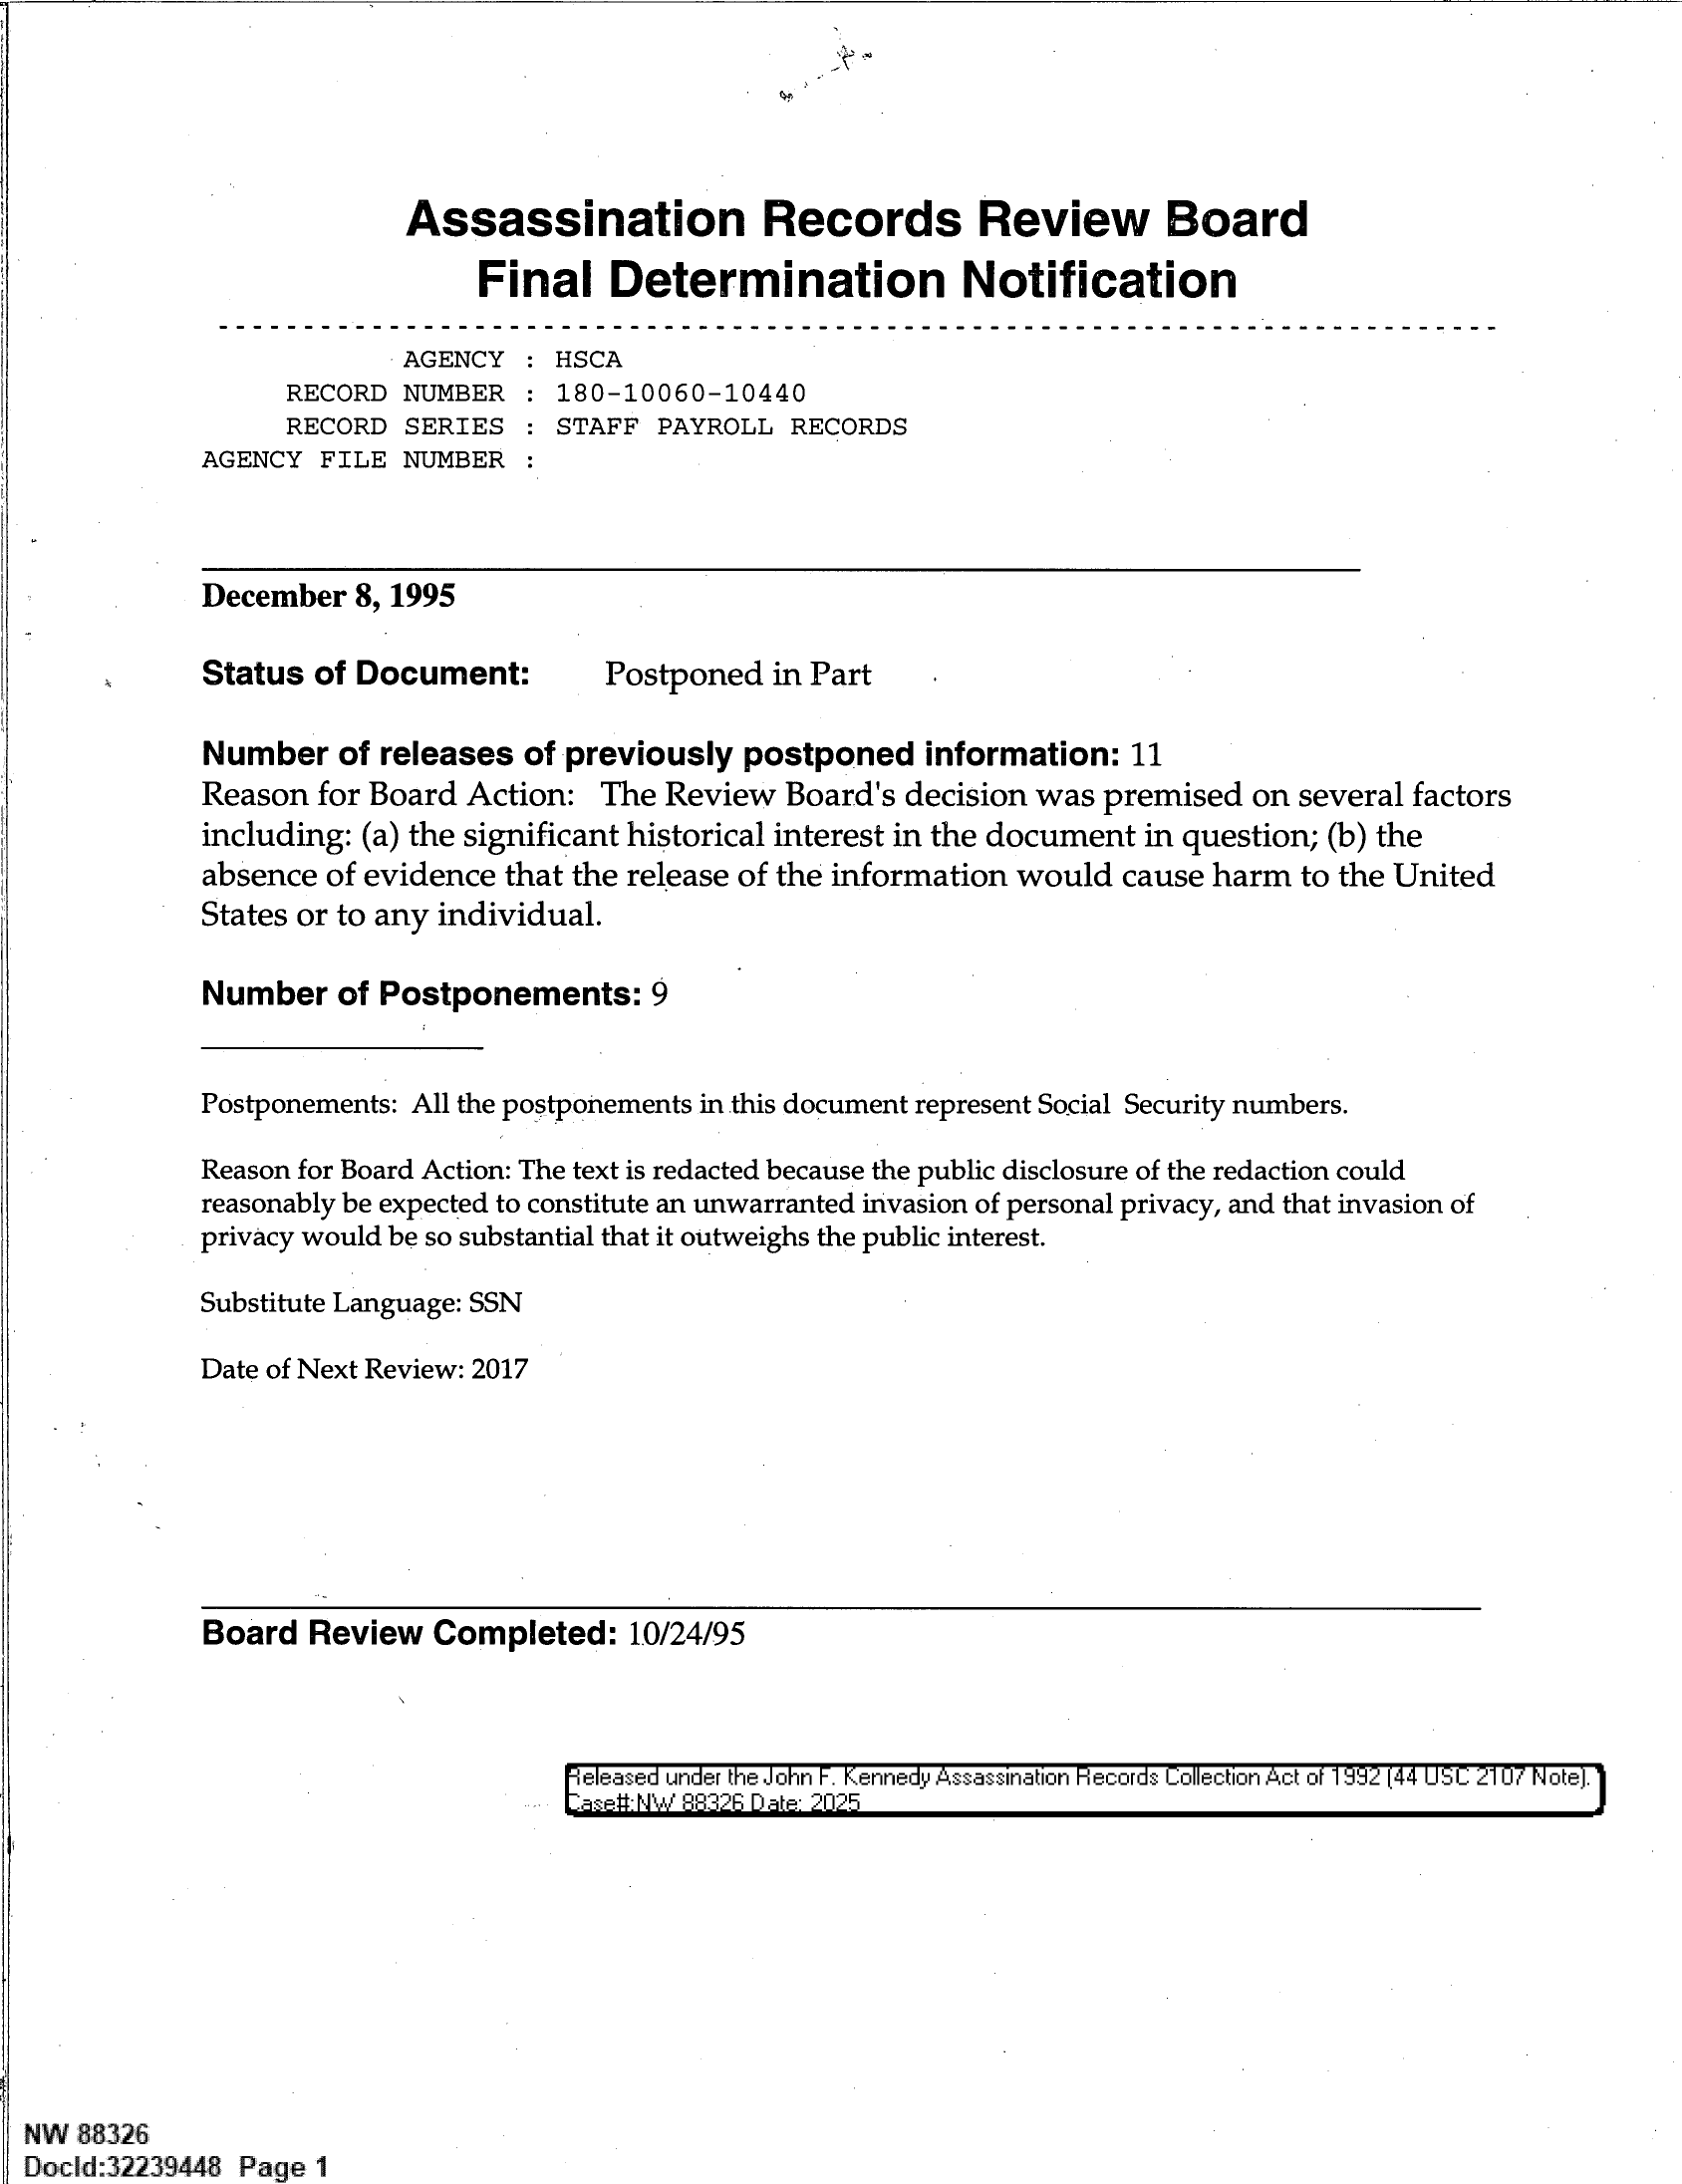 Assassination Records Review Board
Final Determination Notification
AGENCY : HSCA
RECORD NUMBER : 180-10060-10440
RECORD SERIES : STAFF PAYROLL RECORDS
AGENCY FILE NUMBER :
December 8, 1995
Status of Document: Postponed in Part
Number of releases of previously postponed information: 11
Reason for Board Action: The Review Board's decision was premised on several factors
including: (a) the significant historical interest in the document in question; (b) the
absence of evidence that the release of the information would cause harm to the United
States or to any individual.
Number of Postponements: 9
Postponements: All the postponements in this document represent Social Security numbers.
Reason for Board Action: The text is redacted because the public disclosure of the redaction could
reasonably be expected to constitute an unwarranted invasion of personal privacy, and that invasion of
privacy would be so substantial that it outweighs the public interest.
Substitute Language: SSN
Date of Next Review: 2017
Board Review Completed: 10/24/95
Released under the John F. Kennedy Assassination Records Collection Act of 1992 (44 USC 2107 Note).
Case#:NW 88326 Date: 2025
NW 88326
DocId:32239448 Page 1